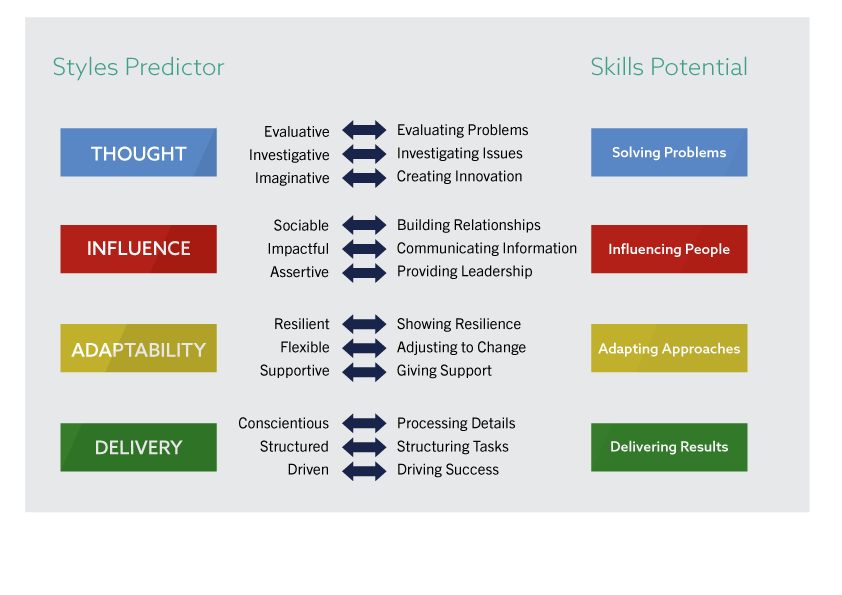 Styles Predictor
Skills Potential
THOUGHT
Evaluative
Evaluating Problems
Investigative
Investigating Issues
Imaginative
Creating Innovation
Solving Problems
INFLUENCE
Sociable
Building Relationships
Impactful
Communicating Information
Assertive
Providing Leadership
Influencing People
ADAPTABILITY
Resilient
Showing Resilience
Flexible
Adjusting to Change
Supportive
Giving Support
Adapting Approaches
DELIVERY
Conscientious
Processing Details
Structured
Structuring Tasks
Driven
Driving Success
Delivering Results